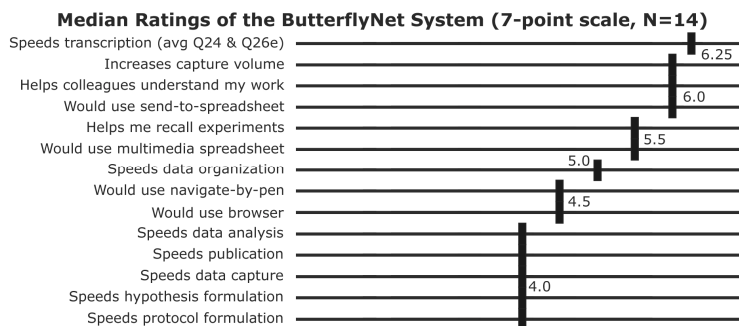 Median Ratings of the ButterflyNet System (7-point scale, N=14)
Speeds transcription (avg Q24 & Q26e)
6.25
Increases capture volume
Helps colleagues understand my work
6.0
Would use send-to-spreadsheet
Helps me recall experiments
5.5
Would use multimedia spreadsheet
5.0
Speeds data organization
Would use navigate-by-pen
4.5
Would use browser
Speeds data analysis
Speeds publication
Speeds data capture
4.0
Speeds hypothesis formulation
Speeds protocol formulation